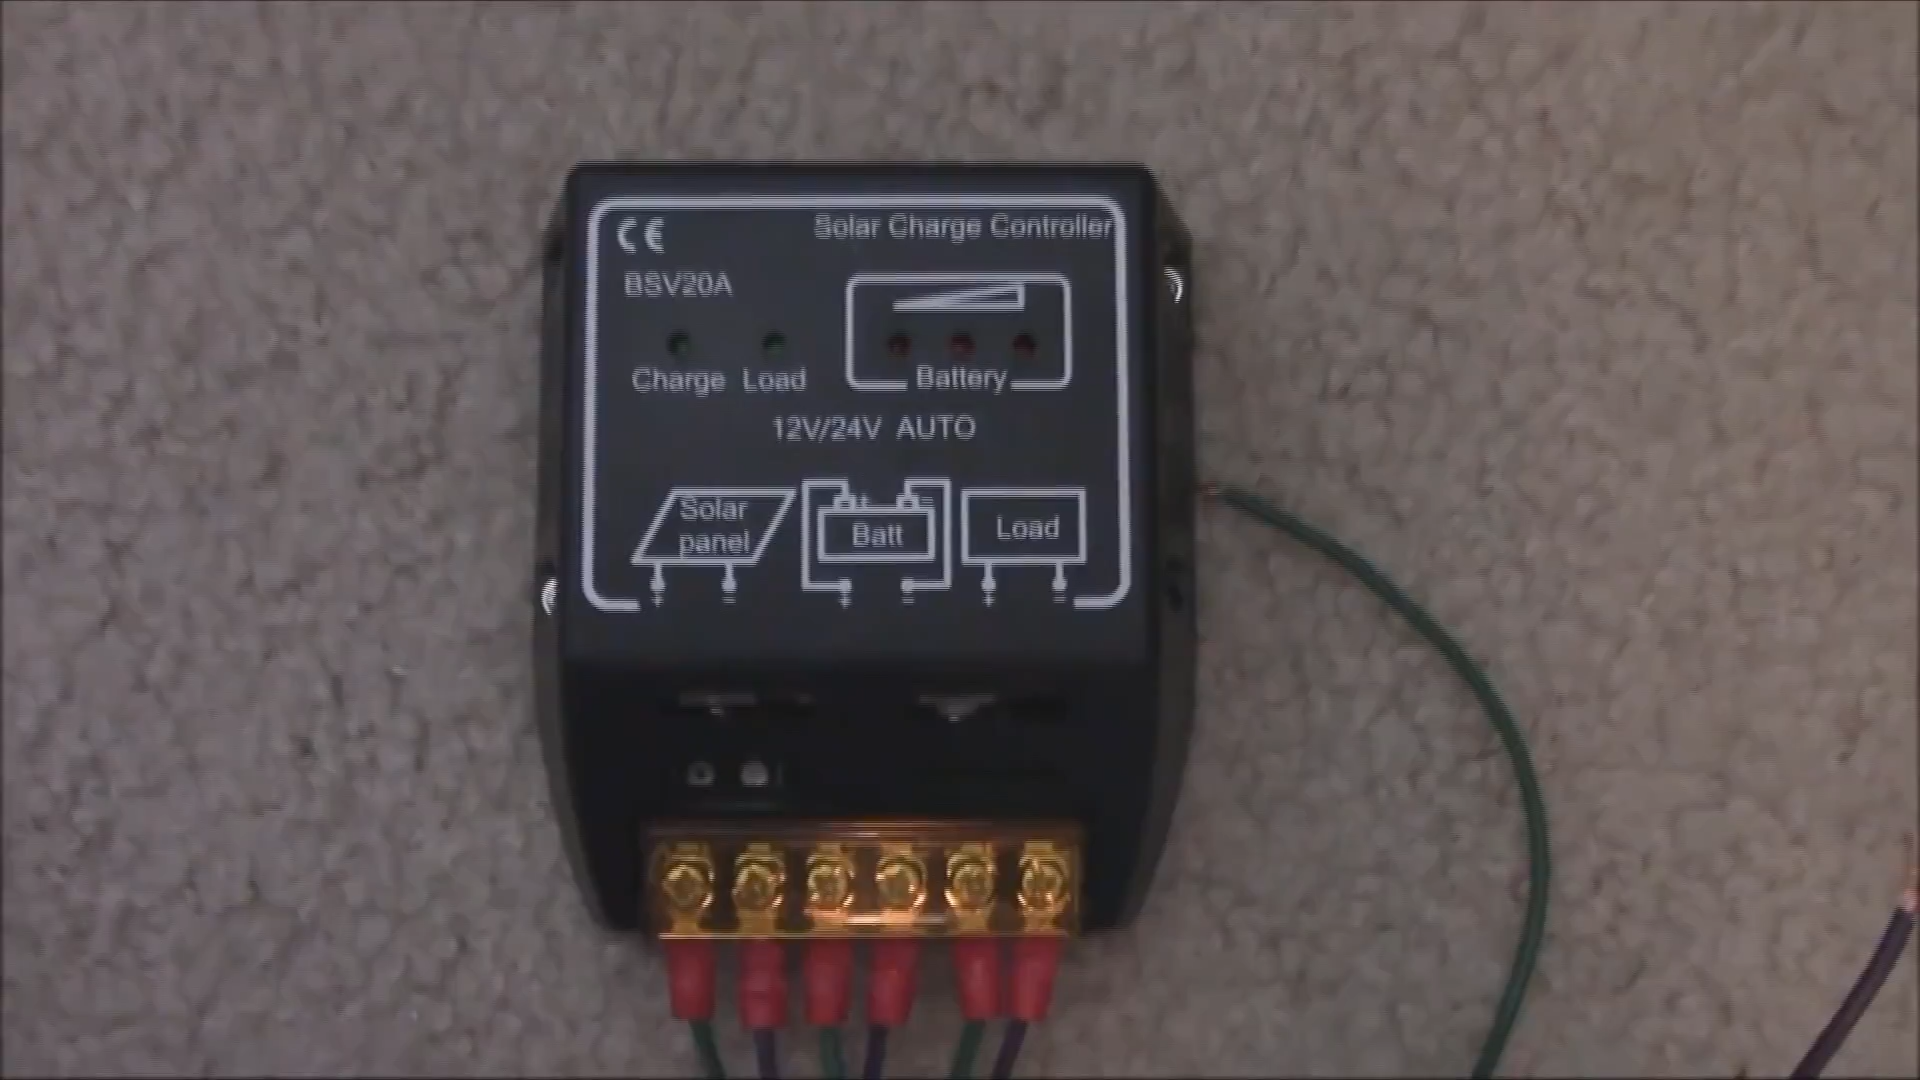 CE
Solar Charge Controller
BSV20A
Charge Load
Battery
12V/24V AUTO
Solar
panel
+ -
Batt
Load
+ - + - + -